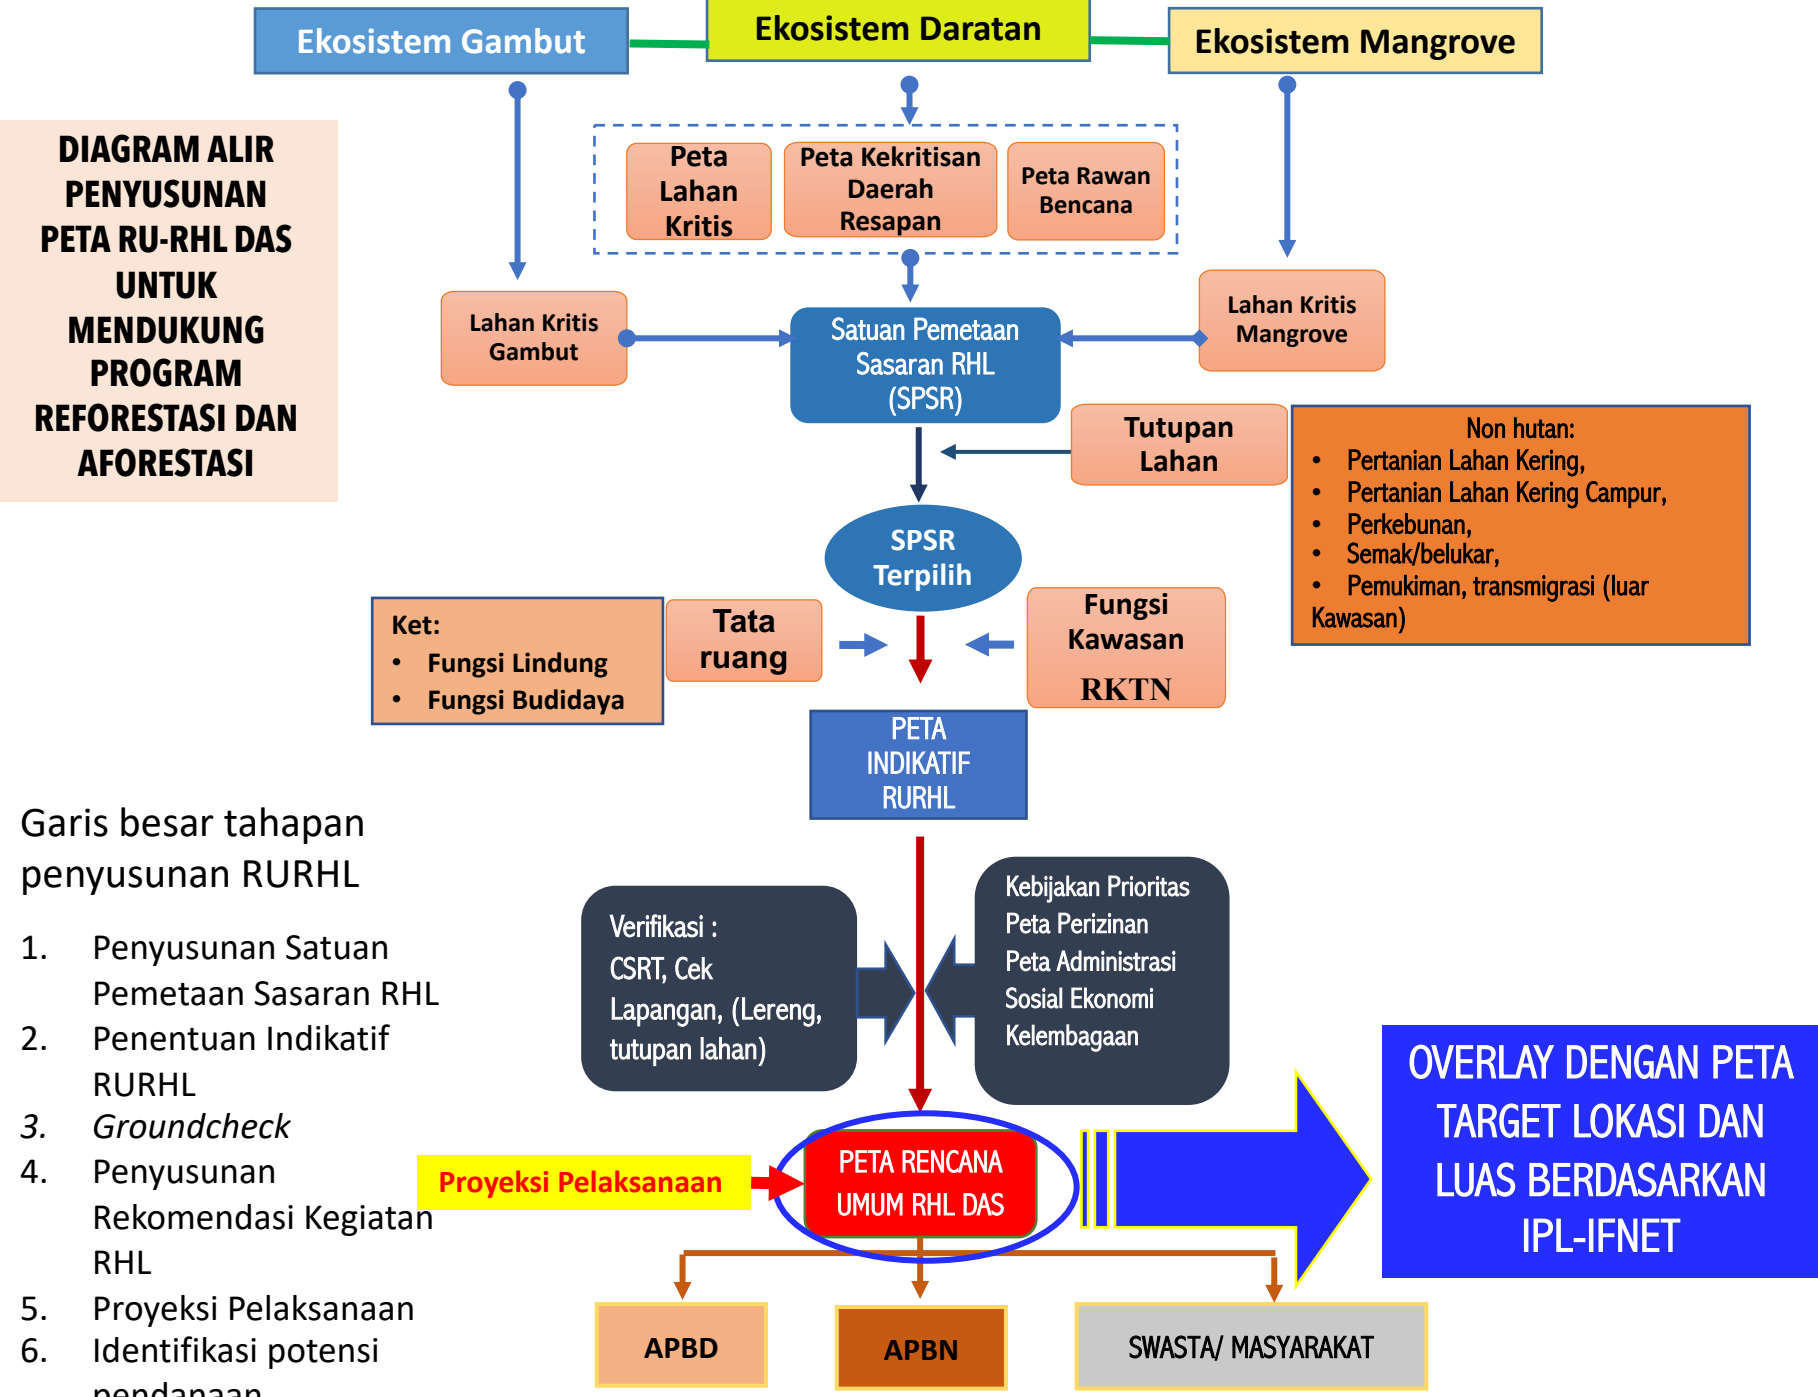 Ekosistem Gambut
Ekosistem Daratan
Ekosistem Mangrove
DIAGRAM ALIR
PENYUSUNAN
PETA RU-RHL DAS
UNTUK
MENDUKUNG
PROGRAM
REFORESTASI DAN
AFORESTASI
Peta
Lahan
Kritis
Peta Kekritisan
Daerah
Resapan
Peta Rawan
Bencana
Lahan Kritis
Gambut
Satuan Pemetaan
Sasaran RHL
(SPSR)
Lahan Kritis
Mangrove
Tutupan
Lahan
Non hutan:
• Pertanian Lahan Kering,
• Pertanian Lahan Kering Campur,
• Perkebunan,
• Semak/belukar,
• Pemukiman, transmigrasi (luar
Kawasan)
SPSR
Terpilih
Ket:
• Fungsi Lindung
• Fungsi Budidaya
Tata
ruang
Fungsi
Kawasan
RKTN
PETA
INDIKATIF
RURHL
Garis besar tahapan
penyusunan RURHL
1. Penyusunan Satuan
Pemetaan Sasaran RHL
2. Penentuan Indikatif
RURHL
3. Groundcheck
4. Penyusunan
Rekomendasi Kegiatan
RHL
5. Proyeksi Pelaksanaan
6. Identifikasi potensi
pendanaan
Verifikasi :
CSRT, Cek
Lapangan, (Lereng,
tutupan lahan)
Kebijakan Prioritas
Peta Perizinan
Peta Administrasi
Sosial Ekonomi
Kelembagaan
Proyeksi Pelaksanaan
PETA RENCANA
UMUM RHL DAS
OVERLAY DENGAN PETA
TARGET LOKASI DAN
LUAS BERDASARKAN
IPL-IFNET
APBD
APBN
SWASTA/ MASYARAKAT